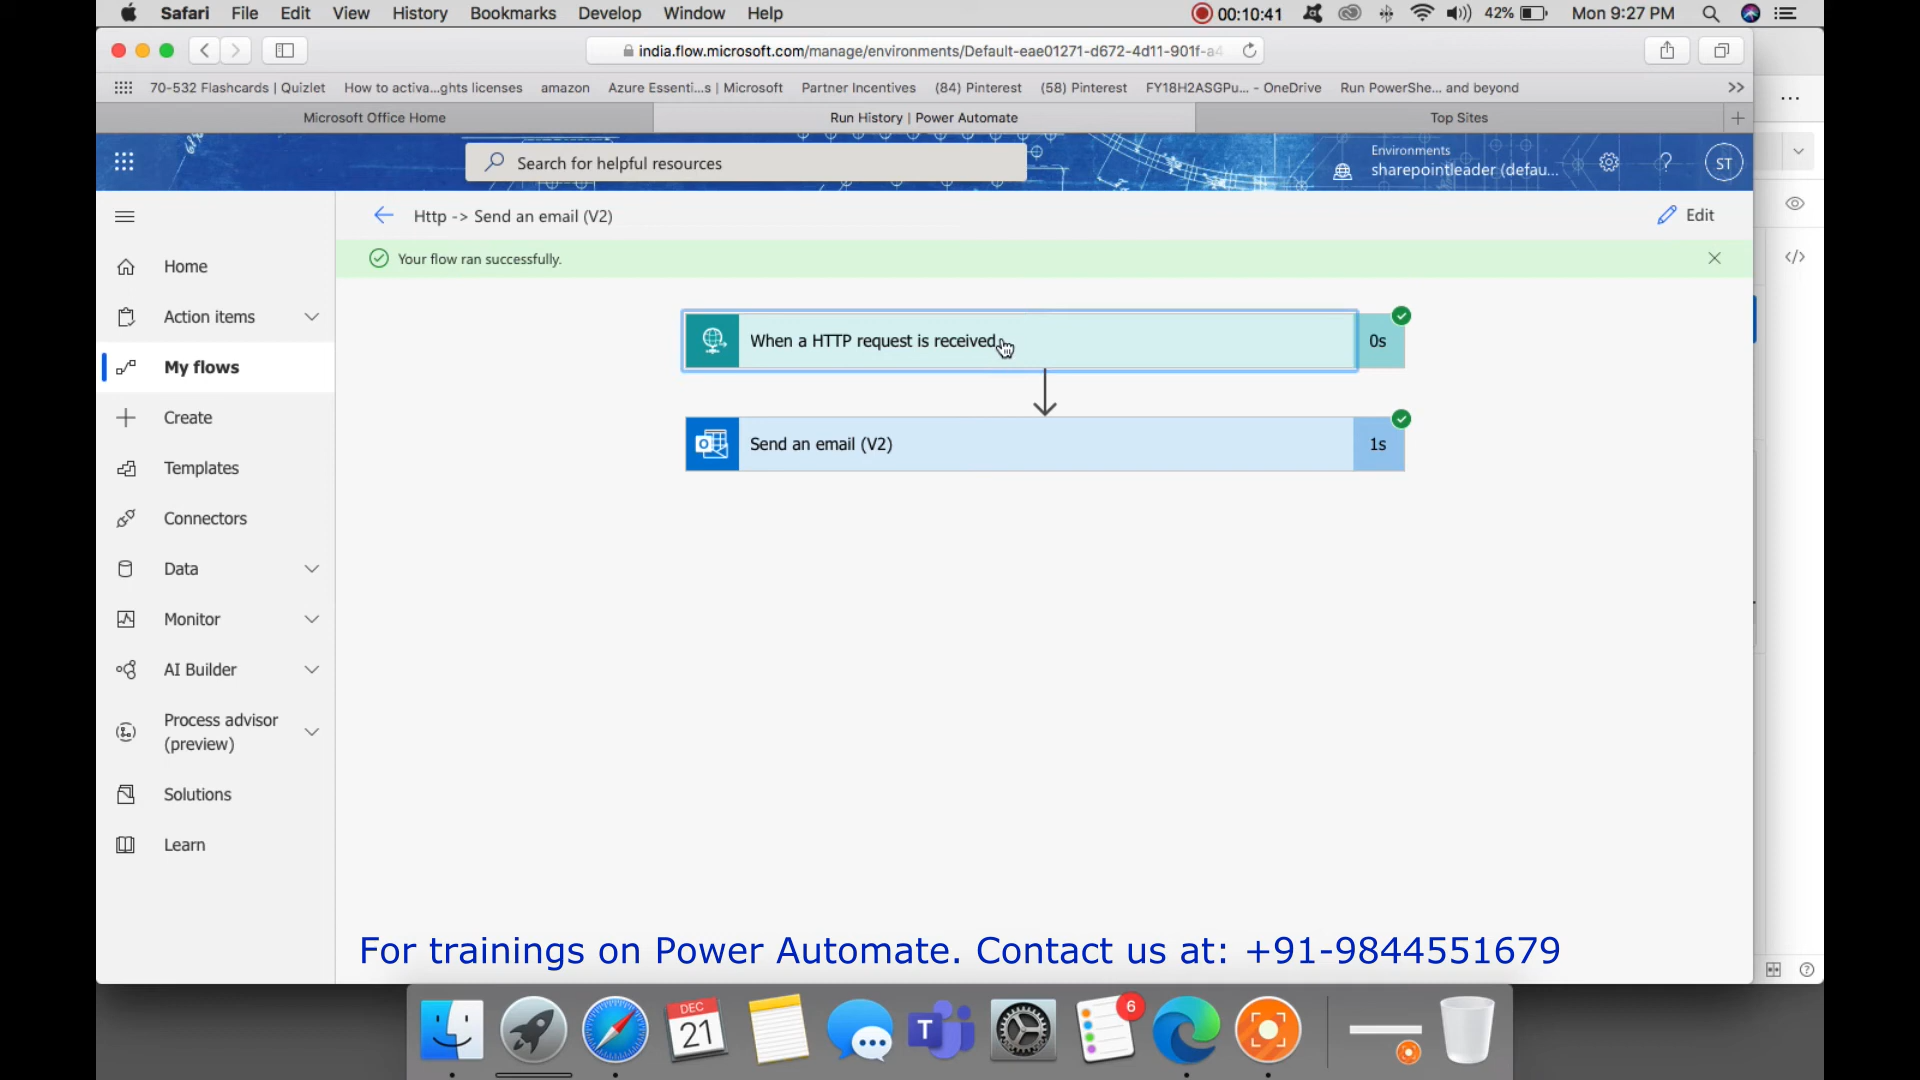 Safari File Edit View History Bookmarks Develop Window Help 00:10:41 42% Mon 9:27 PM
india.flow.microsoft.com/manage/environments/Default-eae01271-d672-4d11-901f-a4
70-532 Flashcards | Quizlet How to activa...ghts licenses amazon Azure Essenti...s | Microsoft Partner Incentives (84) Pinterest (58) Pinterest FY18H2ASGPu... - OneDrive Run PowerShe... and beyond
Microsoft Office Home Run History | Power Automate Top Sites
Search for helpful resources
Environments
sharepointleader (defau...
ST
Http -> Send an email (V2) Edit
Your flow ran successfully.
Home
Action items
My flows
Create
Templates
Connectors
Data
Monitor
AI Builder
Process advisor
(preview)
Solutions
Learn
When a HTTP request is received 0s
Send an email (V2) 1s
For trainings on Power Automate. Contact us at: +91-9844551679
DEC
21
T
6